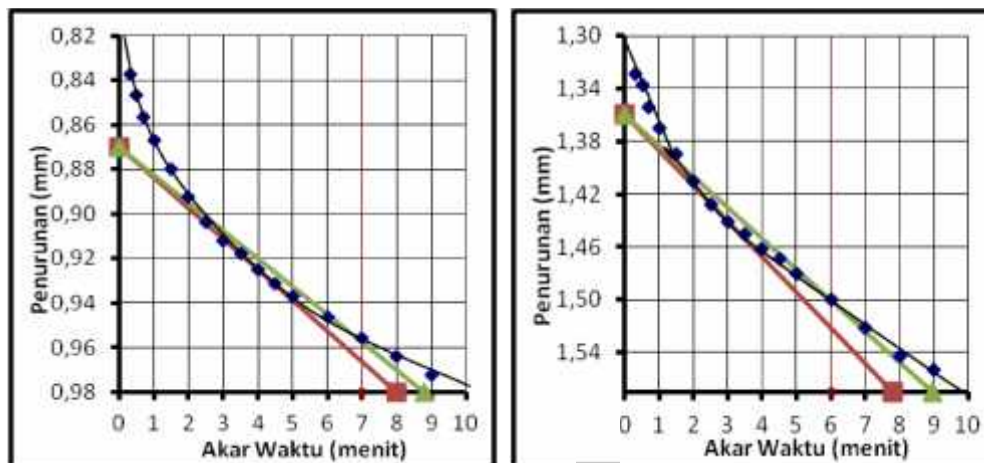 0,82
0,84
0,86
0,88
0,90
0,92
0,94
0,96
0,98
Penurunan (mm)
0 1 2 3 4 5 6 7 8 9 10
Akar Waktu (menit)
1,30
1,34
1,38
1,42
1,46
1,50
1,54
Penurunan (mm)
0 1 2 3 4 5 6 7 8 9 10
Akar Waktu (menit)